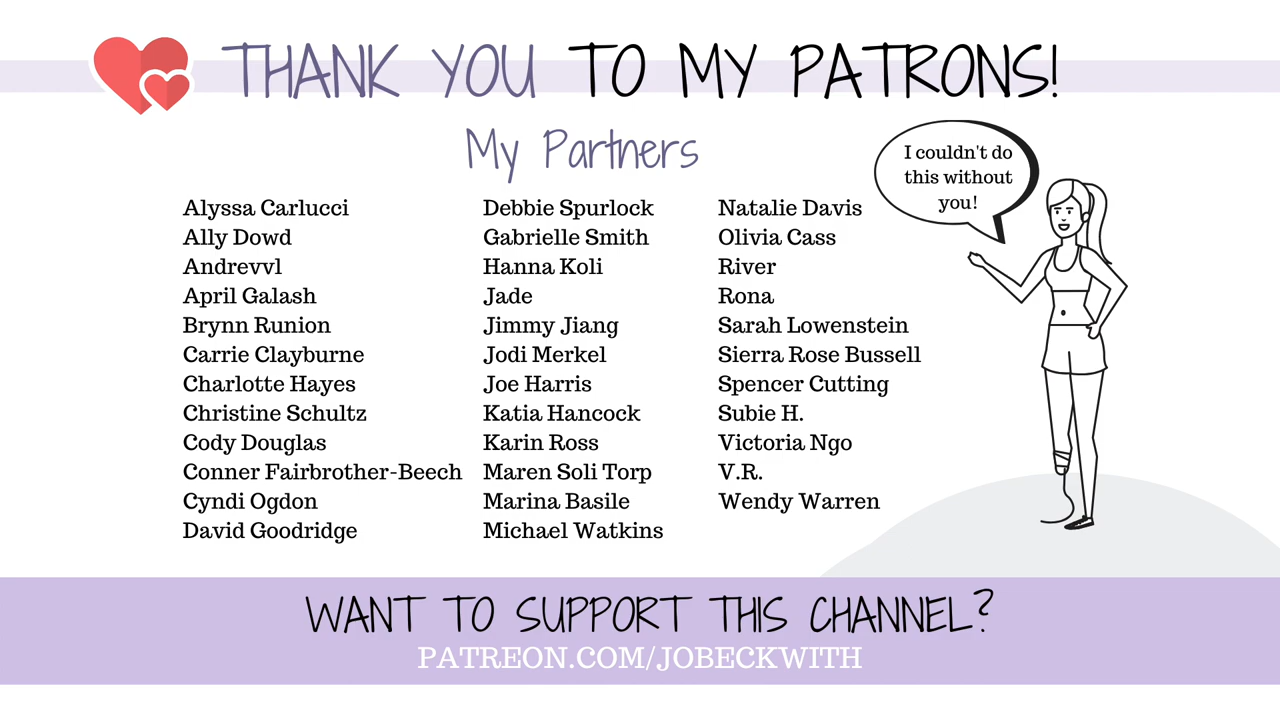 THANK YOU TO MY PATRONS!
My Partners
I couldn't do
this without
you!
Alyssa Carlucci
Ally Dowd
Andrevvl
April Galash
Brynn Runion
Carrie Clayburne
Charlotte Hayes
Christine Schultz
Cody Douglas
Conner Fairbrother-Beech
Cyndi Ogdon
David Goodridge
Debbie Spurlock
Gabrielle Smith
Hanna Koli
Jade
Jimmy Jiang
Jodi Merkel
Joe Harris
Katia Hancock
Karin Ross
Maren Soli Torp
Marina Basile
Michael Watkins
Natalie Davis
Olivia Cass
River
Rona
Sarah Lowenstein
Sierra Rose Bussell
Spencer Cutting
Subie H.
Victoria Ngo
V.R.
Wendy Warren
WANT TO SUPPORT THIS CHANNEL?
PATREON.COM/JOBECKWITH